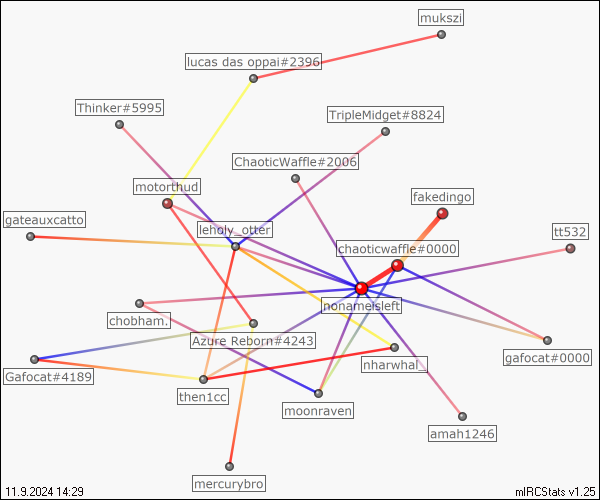 mukszi
lucas das oppai#2396
Thinker#5995
TripleMidget#8824
ChaoticWaffle#2006
motorthud
fakedingo
gateauxcatto
leholy_otter
tt532
chaoticwaffle#0000
nonameisleft
chobham.
Azure Reborn#4243
gafocat#0000
nharwhal_
Gafocat#4189
then1cc
moonraven
amah1246
mercurybro
11.9.2024 14:29
mIRCStats v1.25